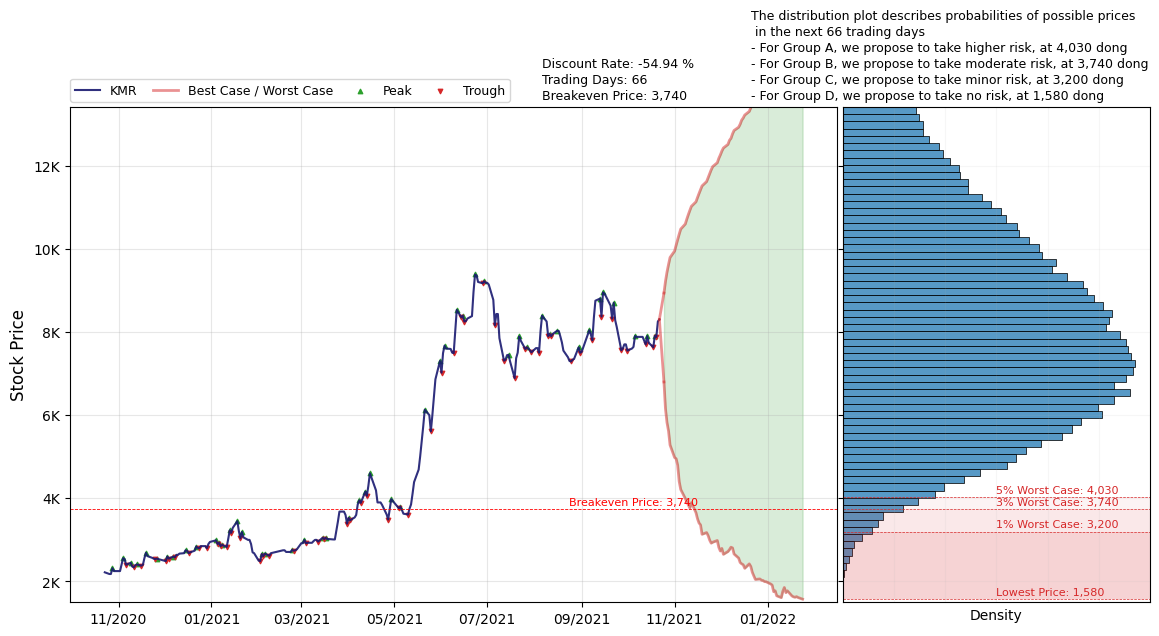 The distribution plot describes probabilities of possible prices
in the next 66 trading days
- For Group A, we propose to take higher risk, at 4,030 dong
- For Group B, we propose to take moderate risk, at 3,740 dong
- For Group C, we propose to take minor risk, at 3,200 dong
- For Group D, we propose to take no risk, at 1,580 dong
Discount Rate: -54.94 %
Trading Days: 66
Breakeven Price: 3,740
KMR
Best Case / Worst Case
Peak
Trough
Stock Price
12K
10K
8K
6K
4K
2K
Breakeven Price: 3,740
5% Worst Case: 4,030
3% Worst Case: 3,740
1% Worst Case: 3,200
Lowest Price: 1,580
11/2020
01/2021
03/2021
05/2021
07/2021
09/2021
11/2021
01/2022
Density